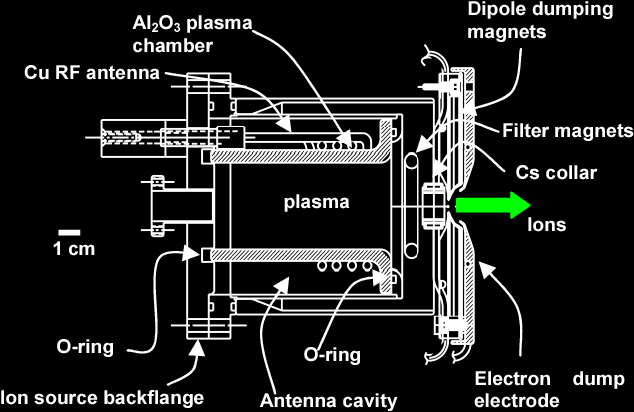 Al₂O₃ plasma
chamber
Dipole dumping
magnets
Cu RF antenna
Filter magnets
Cs collar
plasma
Ions
1 cm
O-ring
O-ring
Ion source backflange
Antenna cavity
Electron dump
electrode